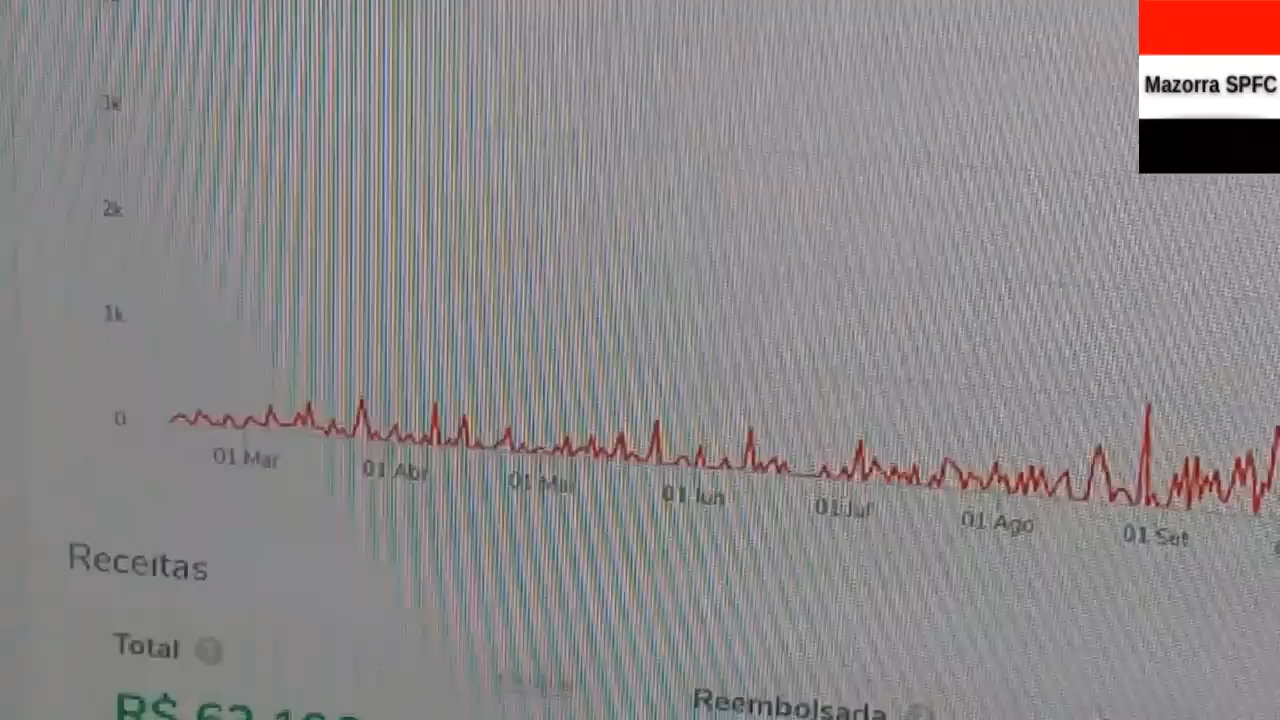 3k
Mazorra SPFC
2k
1k
0
01 Mar
01 Abr
01 Mai
01 Jun
01 Jul
01 Ago
01 Set
Receitas
Total
R$
Reembolsada